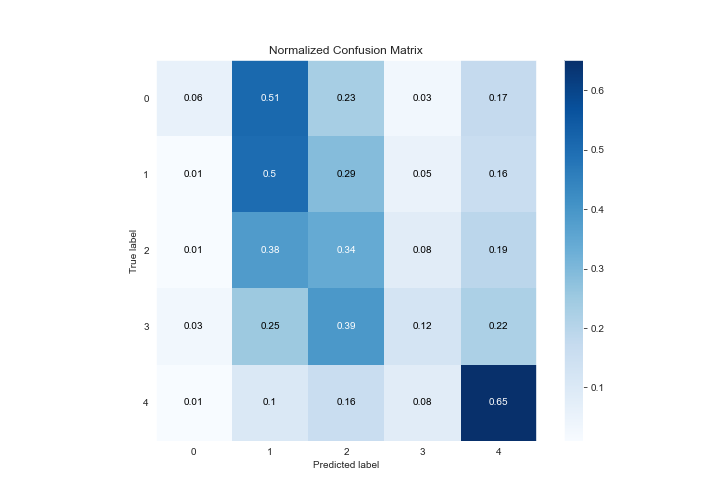 Normalized Confusion Matrix
0 0.06 0.51 0.23 0.03 0.17
1 0.01 0.5 0.29 0.05 0.16
2 0.01 0.38 0.34 0.08 0.19
3 0.03 0.25 0.39 0.12 0.22
4 0.01 0.1 0.16 0.08 0.65
0 1 2 3 4
Predicted label
True label
0.6
0.5
0.4
0.3
0.2
0.1